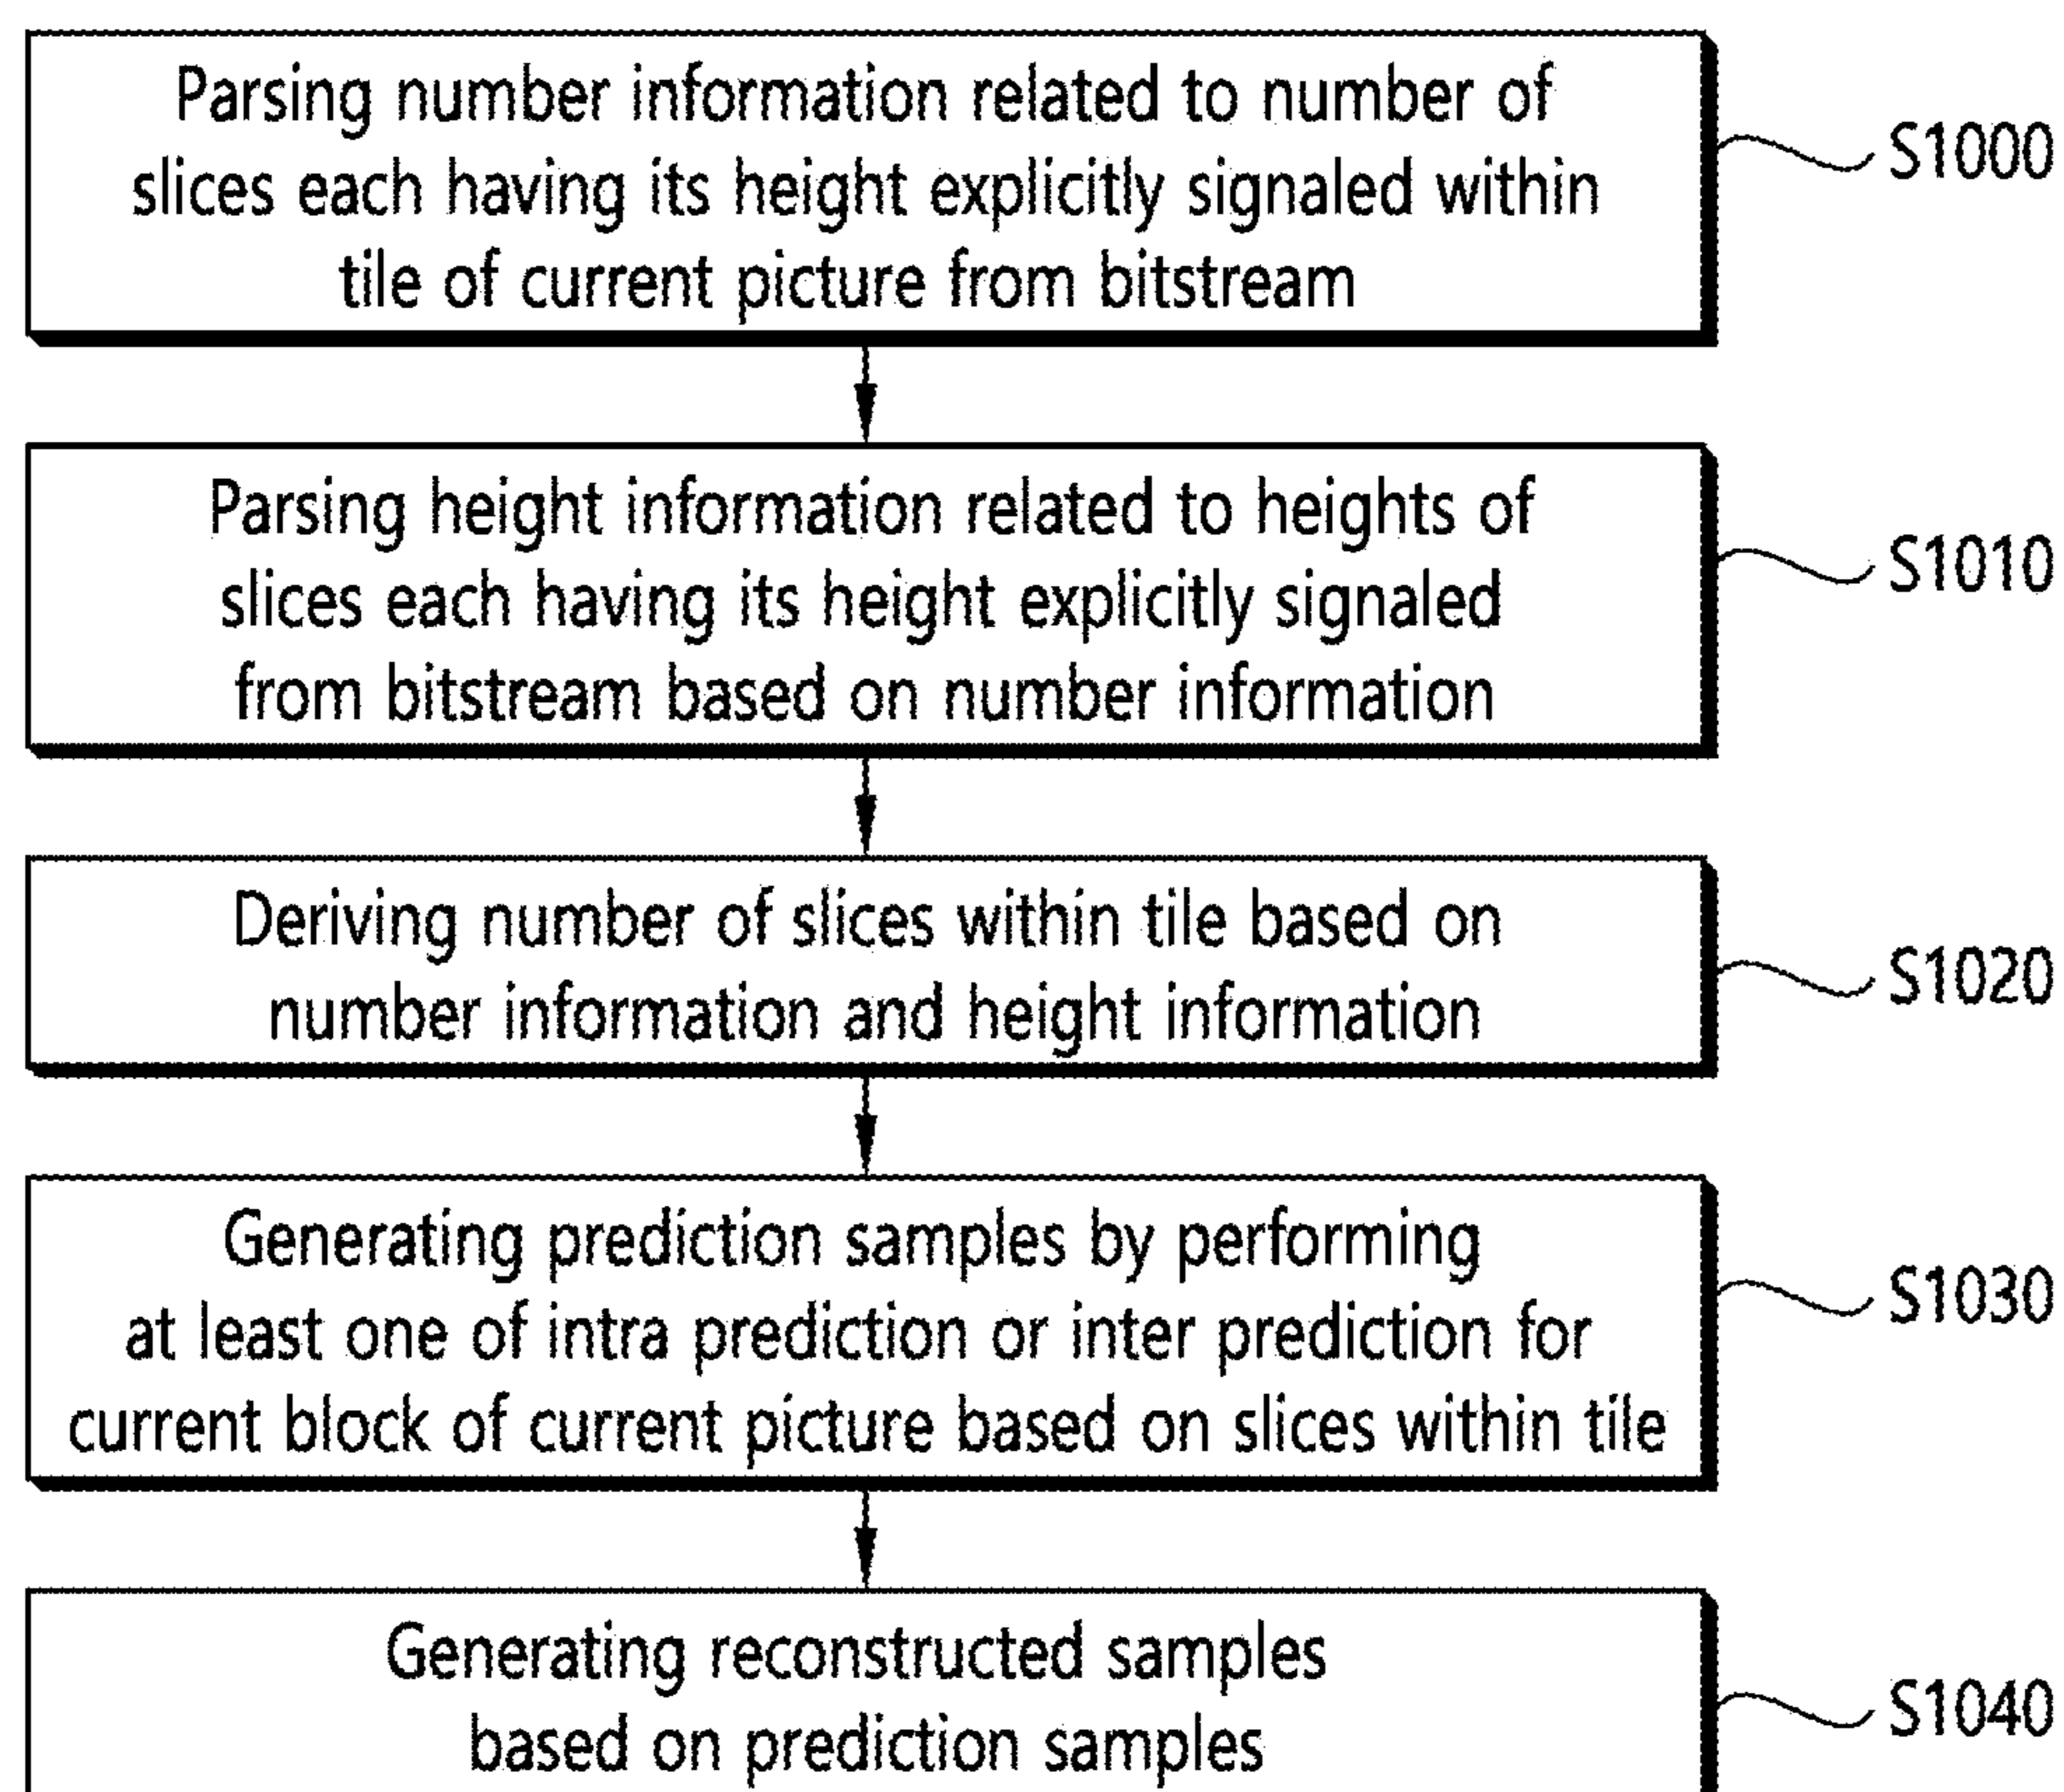 Parsing number information related to number of
slices each having its height explicitly signaled within
tile of current picture from bitstream
S1000
Parsing height information related to heights of
slices each having its height explicitly signaled
from bitstream based on number information
S1010
Deriving number of slices within tile based on
number information and height information
S1020
Generating prediction samples by performing
at least one of intra prediction or inter prediction for
current block of current picture based on slices within tile
S1030
Generating reconstructed samples
based on prediction samples
S1040